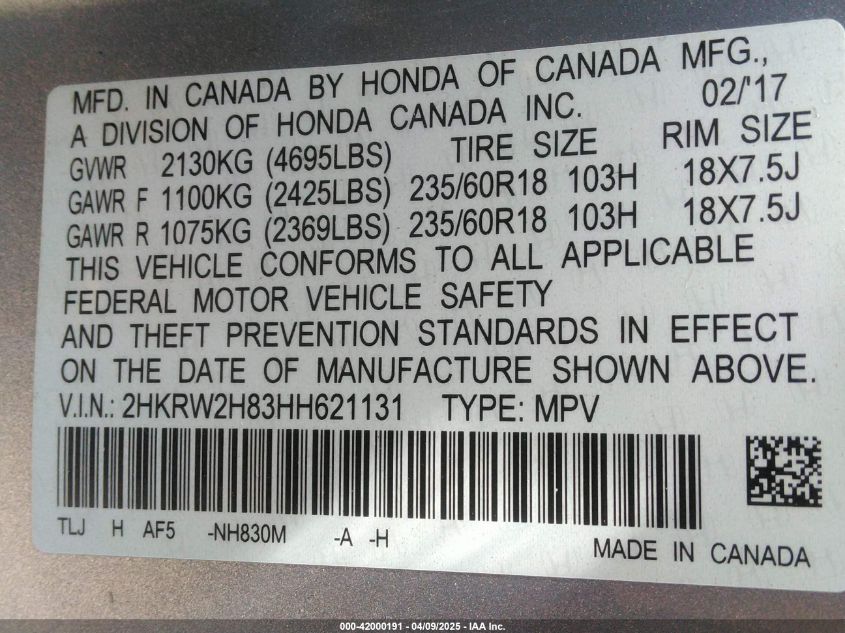 MFD. IN CANADA BY HONDA OF CANADA MFG.,
A DIVISION OF HONDA CANADA INC. 02/'17
GVWR 2130KG (4695LBS) TIRE SIZE RIM SIZE
GAWR F 1100KG (2425LBS) 235/60R18 103H 18X7.5J
GAWR R 1075KG (2369LBS) 235/60R18 103H 18X7.5J
THIS VEHICLE CONFORMS TO ALL APPLICABLE
FEDERAL MOTOR VEHICLE SAFETY
AND THEFT PREVENTION STANDARDS IN EFFECT
ON THE DATE OF MANUFACTURE SHOWN ABOVE.
V.I.N.: 2HKRW2H83HH621131 TYPE: MPV
TLJ H AF5 -NH830M -A -H
MADE IN CANADA
000-42000191 - 04/09/2025 - IAA Inc.